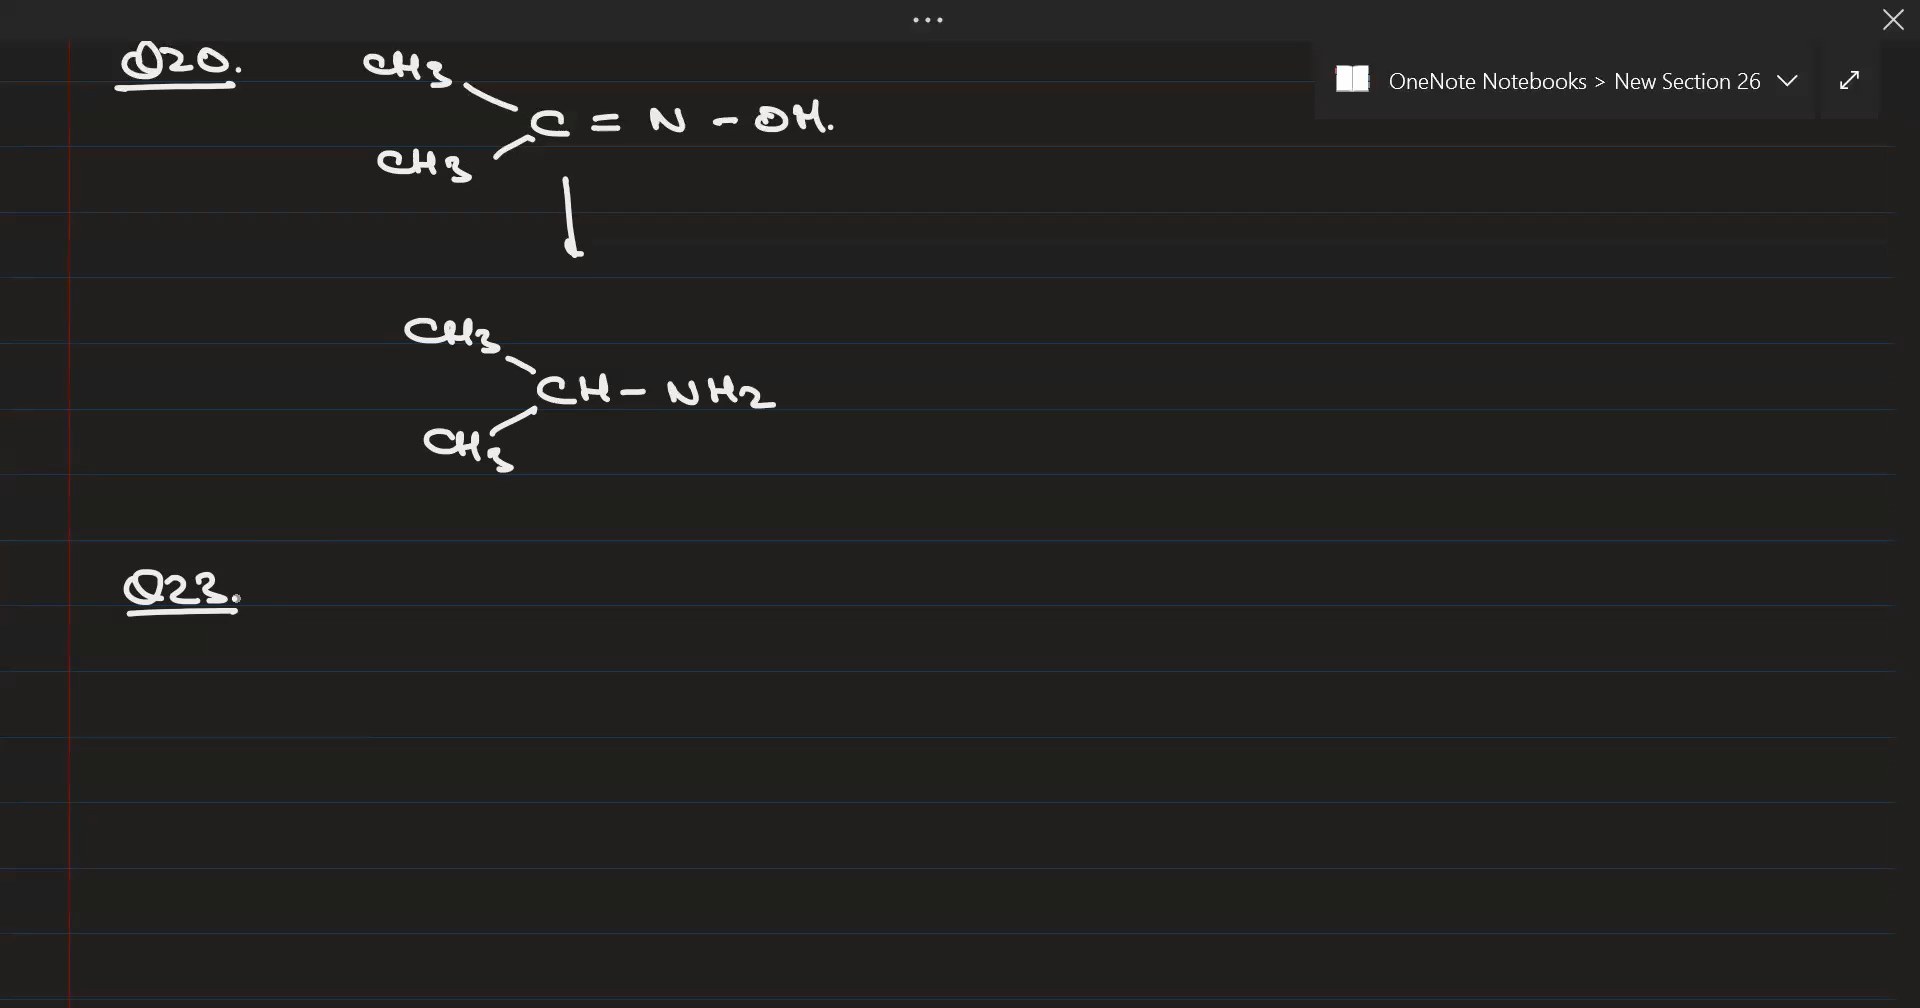 ...
OneNote Notebooks > New Section 26
Q20.
CH3
C = N - OH.
CH3
CH3
CH - NH2
CH3
Q23.